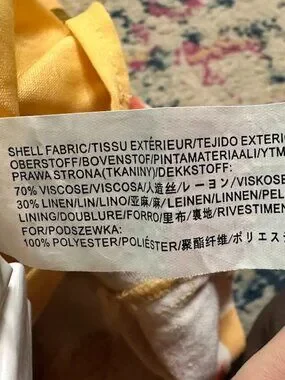 SHELL FABRIC/TISSU EXTÉRIEUR/TEJIDO EXTERI
OBERSTOFF/BOVENSTOF/PINTAMATERIAALI/YTM
PRAWA STRONA(TKANINY)/DEKKSTOFF:
70% VISCOSE/VISCOSA/人造丝/レーヨン/VISKOSE
30% LINEN/LIN/LINO/亚麻/麻/LEINEN/LINNEN/PEL
LINING/DOUBLURE/FORRO/里布/裏地/RIVESTIMEN
FOR/PODSZEWKA:
100% POLYESTER/POLIÉSTER/聚酯纤维/ポリエス